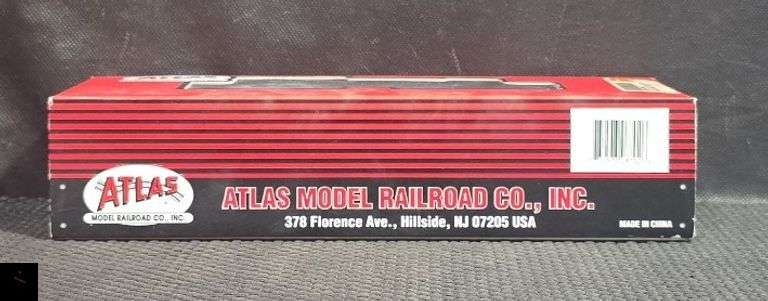 ATLAS
ATLAS
MODEL RAILROAD CO., INC.
ATLAS MODEL RAILROAD CO., INC.
378 Florence Ave., Hillside, NJ 07205 USA
MADE IN CHINA